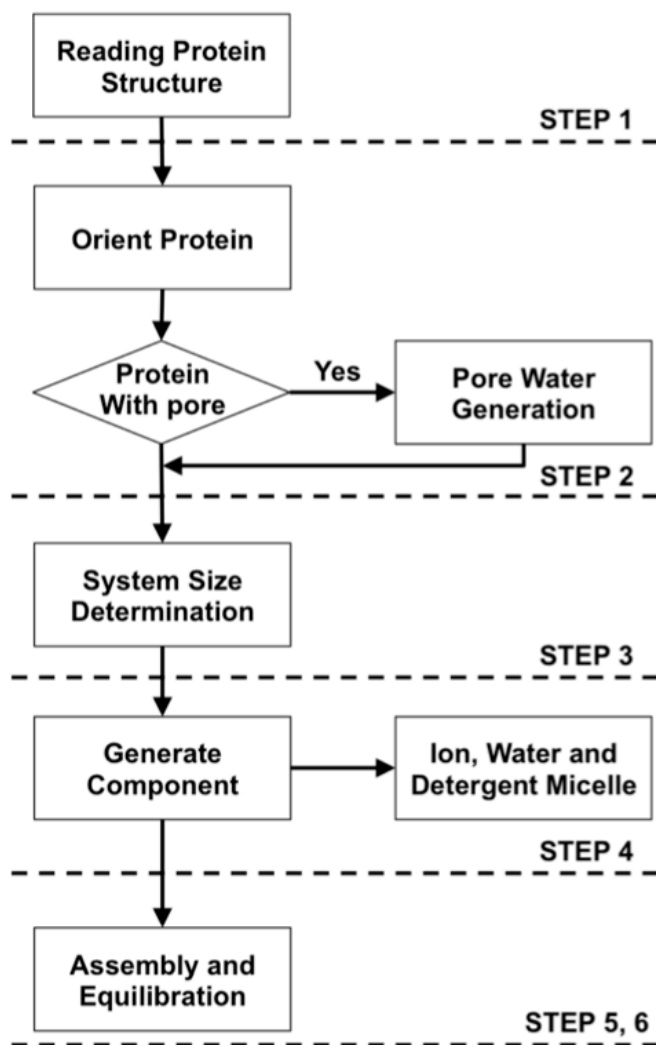 Reading Protein
Structure
STEP 1
Orient Protein
Protein
With pore
Yes
Pore Water
Generation
STEP 2
System Size
Determination
STEP 3
Generate
Component
Ion, Water and
Detergent Micelle
STEP 4
Assembly and
Equilibration
STEP 5, 6